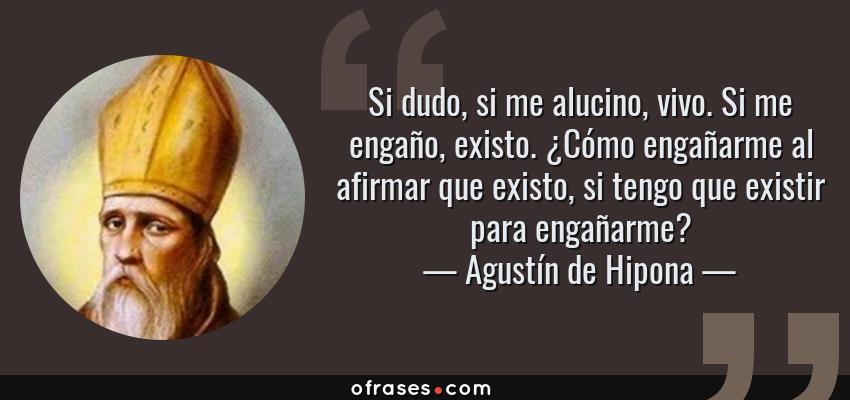 Si dudo, si me alucino, vivo. Si me
engaño, existo. ¿Cómo engañarme al
afirmar que existo, si tengo que existir
para engañarme?
— Agustín de Hipona —
ofrases.com